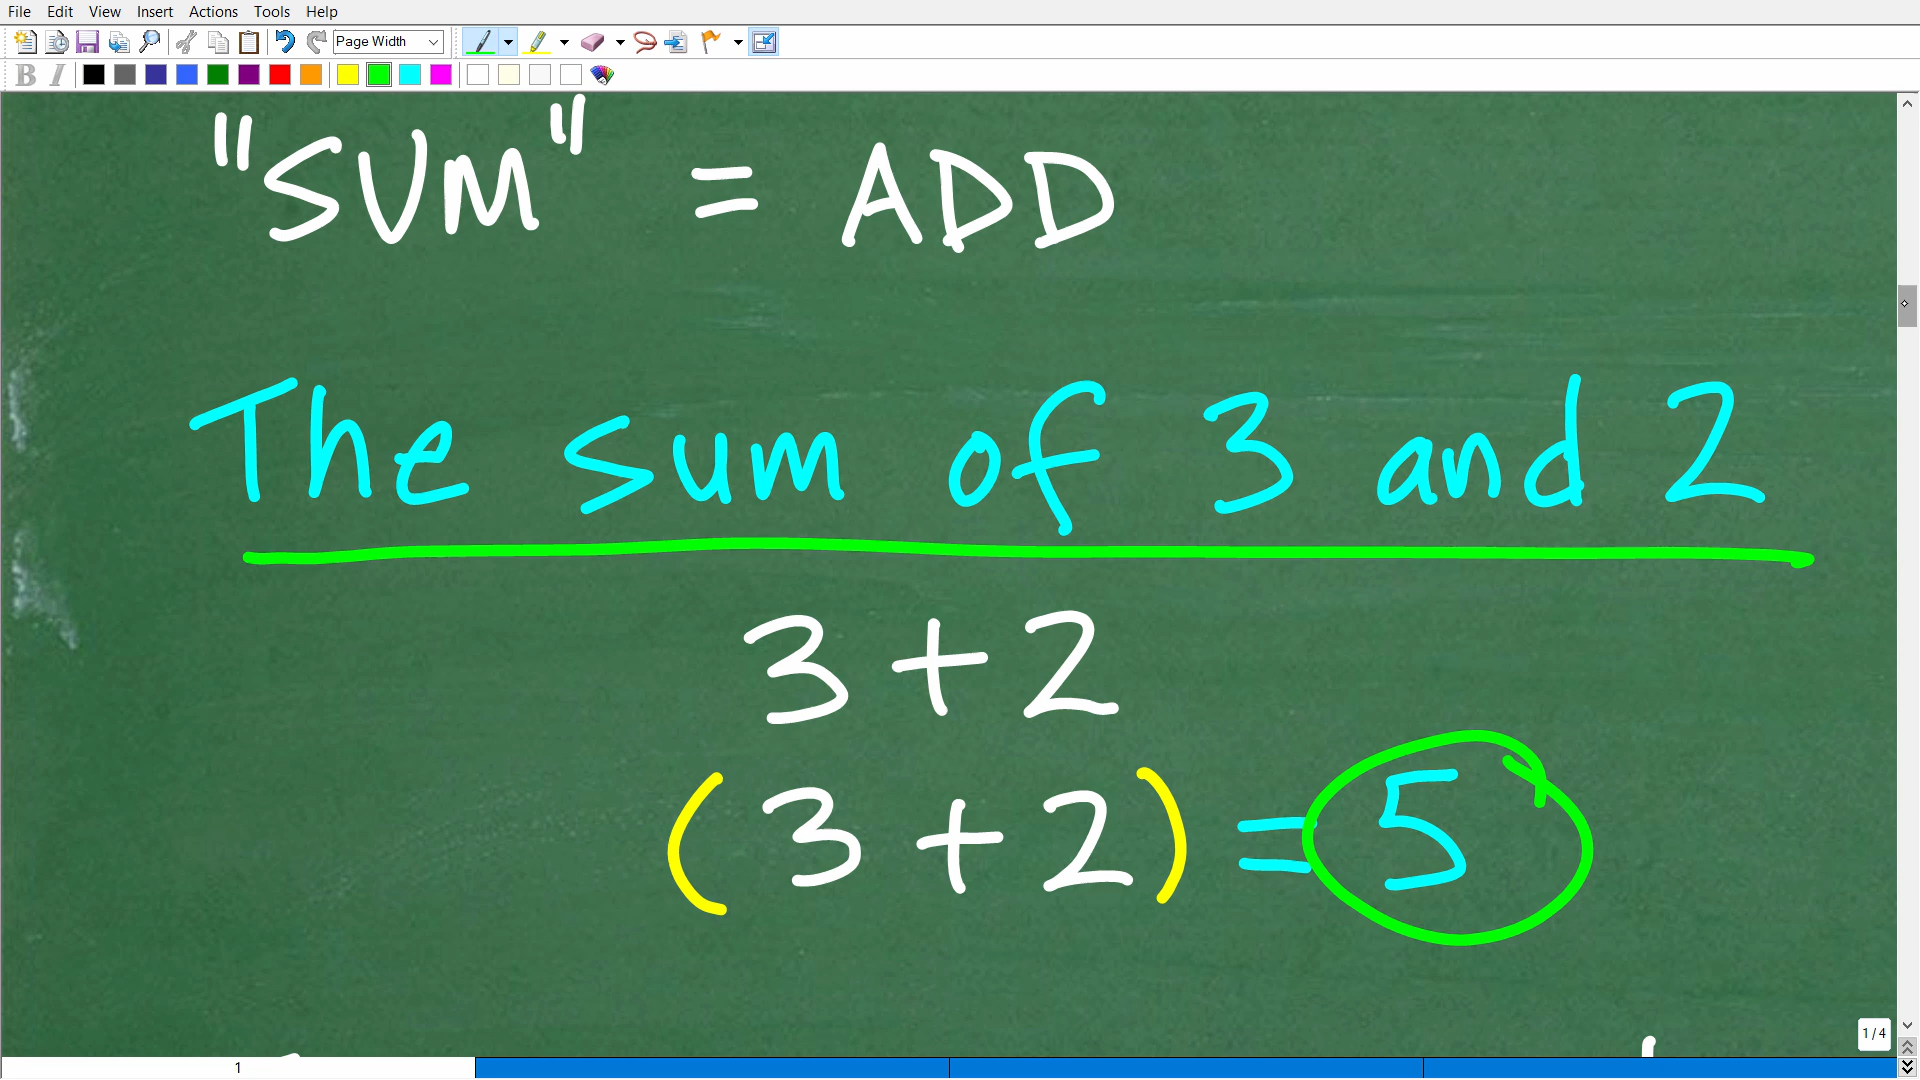 File Edit View Insert Actions Tools Help
Page Width
B I
"SUM" = ADD
The sum of 3 and 2
3 + 2
( 3 + 2 ) = 5
1 / 4
1